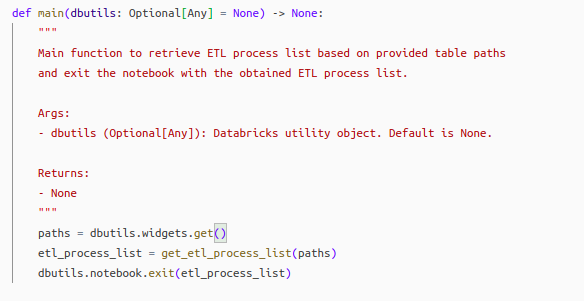 def main(dbutils: Optional[Any] = None) -> None:
    """
    Main function to retrieve ETL process list based on provided table paths
    and exit the notebook with the obtained ETL process list.

    Args:
    - dbutils (Optional[Any]): Databricks utility object. Default is None.

    Returns:
    - None
    """
    paths = dbutils.widgets.get()
    etl_process_list = get_etl_process_list(paths)
    dbutils.notebook.exit(etl_process_list)